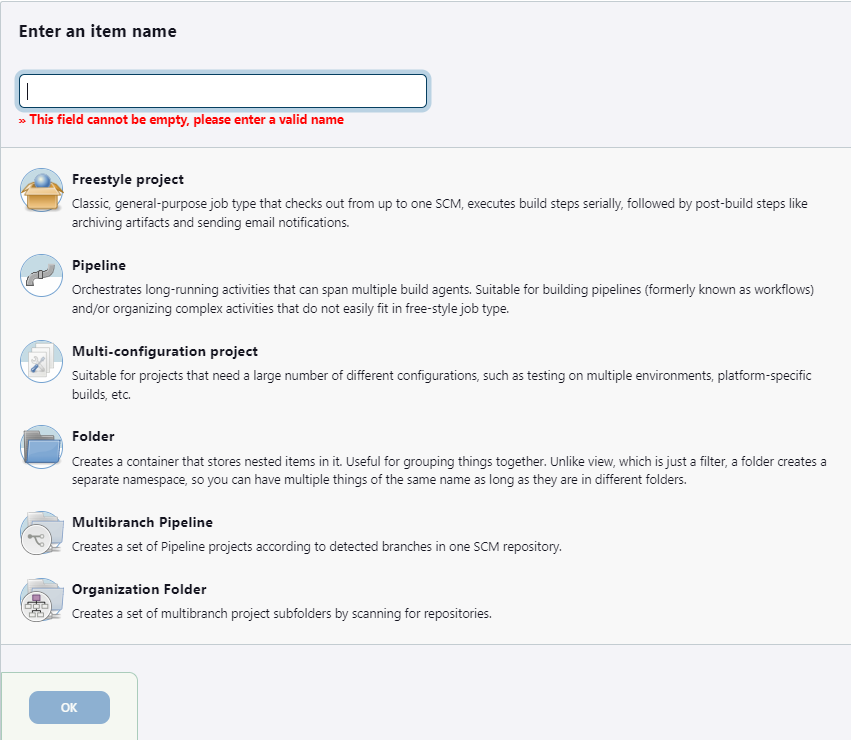 Enter an item name
» This field cannot be empty, please enter a valid name
Freestyle project
Classic, general-purpose job type that checks out from up to one SCM, executes build steps serially, followed by post-build steps like
archiving artifacts and sending email notifications.
Pipeline
Orchestrates long-running activities that can span multiple build agents. Suitable for building pipelines (formerly known as workflows)
and/or organizing complex activities that do not easily fit in free-style job type.
Multi-configuration project
Suitable for projects that need a large number of different configurations, such as testing on multiple environments, platform-specific
builds, etc.
Folder
Creates a container that stores nested items in it. Useful for grouping things together. Unlike view, which is just a filter, a folder creates a
separate namespace, so you can have multiple things of the same name as long as they are in different folders.
Multibranch Pipeline
Creates a set of Pipeline projects according to detected branches in one SCM repository.
Organization Folder
Creates a set of multibranch project subfolders by scanning for repositories.
OK